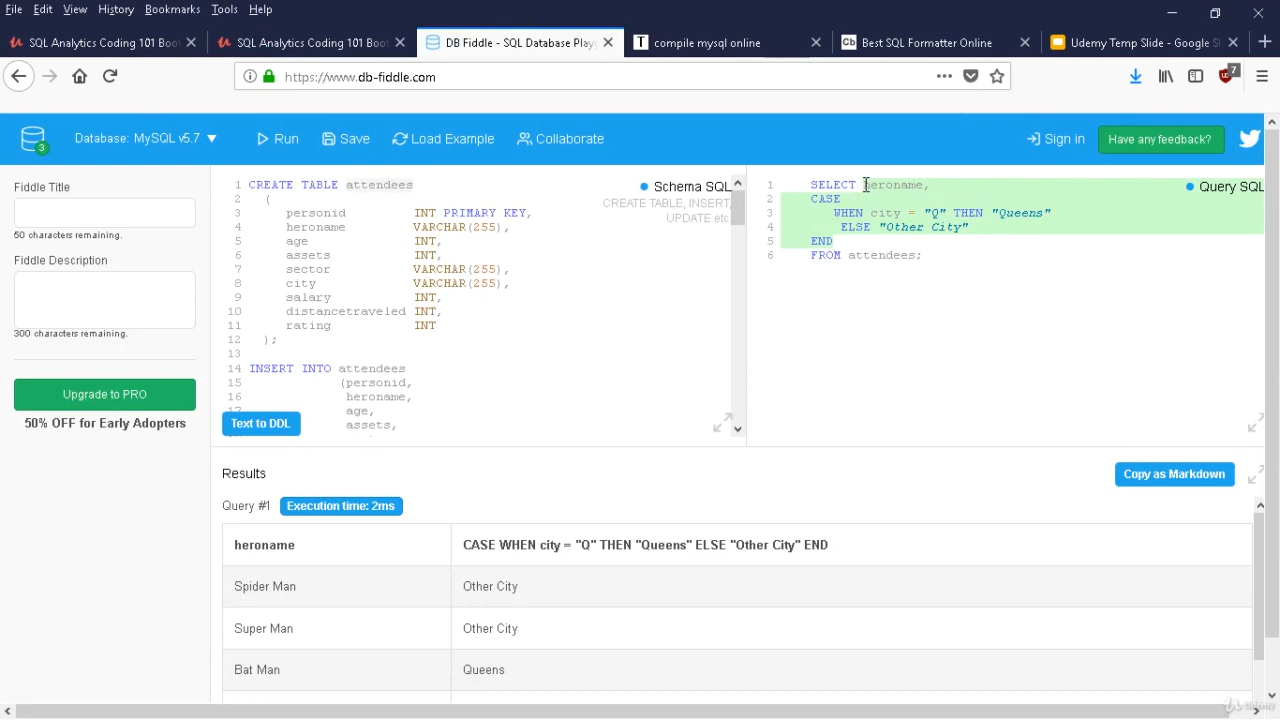 File Edit View History Bookmarks Tools Help
SQL Analytics Coding 101 Boot
SQL Analytics Coding 101 Boot
DB Fiddle - SQL Database Playg
T compile mysql online
Cb Best SQL Formatter Online
Udemy Temp Slide - Google Sl
https://www.db-fiddle.com
7
3
Database: MySQL v5.7 ▼
Run
Save
Load Example
Collaborate
Sign in
Have any feedback?
Fiddle Title
50 characters remaining.
Fiddle Description
300 characters remaining.
Upgrade to PRO
50% OFF for Early Adopters
Schema SQL
CREATE TABLE, INSERT,
UPDATE etc.
1 CREATE TABLE attendees
2 (
3 personid INT PRIMARY KEY,
4 heroname VARCHAR(255),
5 age INT,
6 assets INT,
7 sector VARCHAR(255),
8 city VARCHAR(255),
9 salary INT,
10 distancetraveled INT,
11 rating INT
12 );
13
14 INSERT INTO attendees
15 (personid,
16 heroname,
17 age,
assets,
Text to DDL
Query SQL
1 SELECT heroname,
2 CASE
3 WHEN city = "Q" THEN "Queens"
4 ELSE "Other City"
5 END
6 FROM attendees;
Results
Copy as Markdown
Query #1 Execution time: 2ms
heroname CASE WHEN city = "Q" THEN "Queens" ELSE "Other City" END
Spider Man Other City
Super Man Other City
Bat Man Queens
Udemy